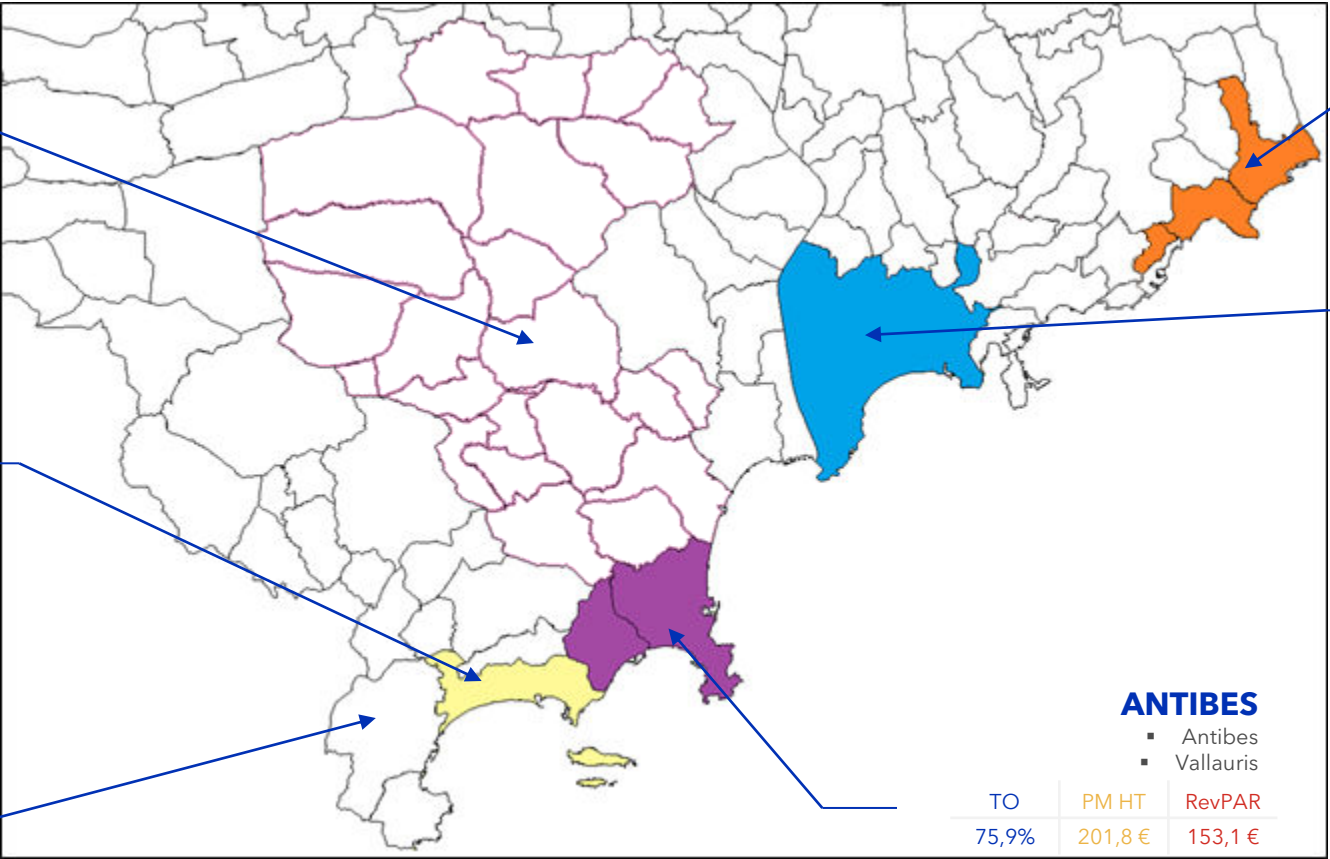 ANTIBES
▪ Antibes
▪ Vallauris
TO PM HT RevPAR
75,9% 201,8 € 153,1 €